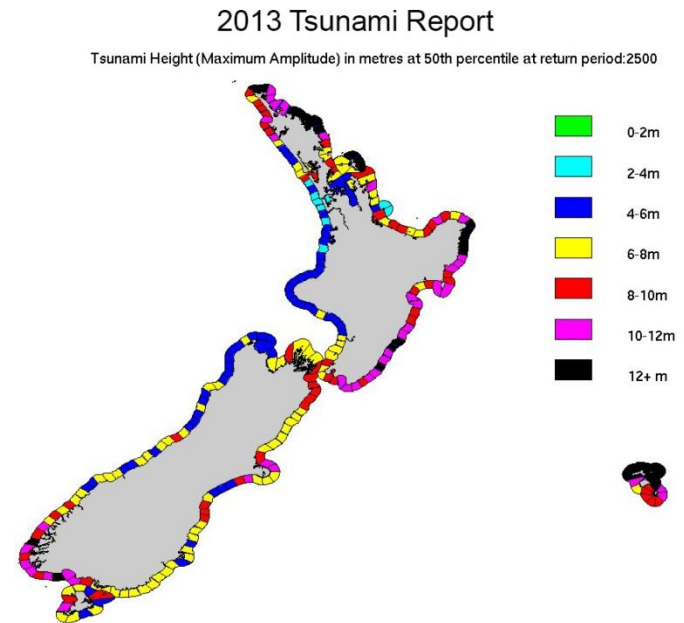 2013 Tsunami Report
Tsunami Height (Maximum Amplitude) in metres at 50th percentile at return period:2500
0-2m
2-4m
4-6m
6-8m
8-10m
10-12m
12+ m